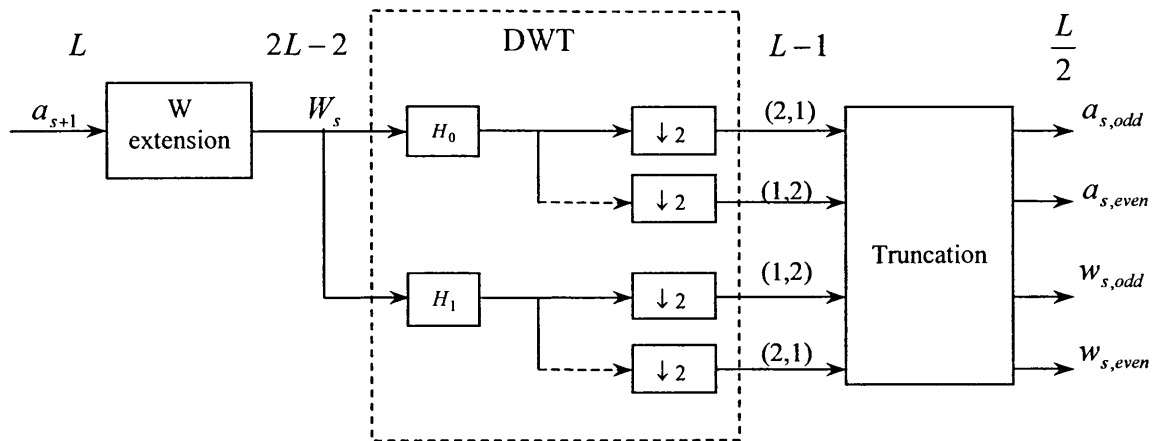 L 2L−2 DWT L−1 L/2
a_{s+1} W extension W_s H_0 ↓2 (2,1) a_{s,odd}
↓2 (1,2) a_{s,even}
Truncation
H_1 ↓2 (1,2) w_{s,odd}
↓2 (2,1) w_{s,even}